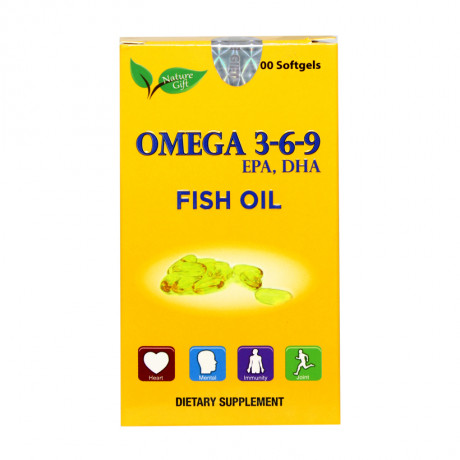 Nature
Gift
00 Softgels
OMEGA 3-6-9
EPA, DHA
FISH OIL
Heart
Mental
Immunity
Joint
DIETARY SUPPLEMENT